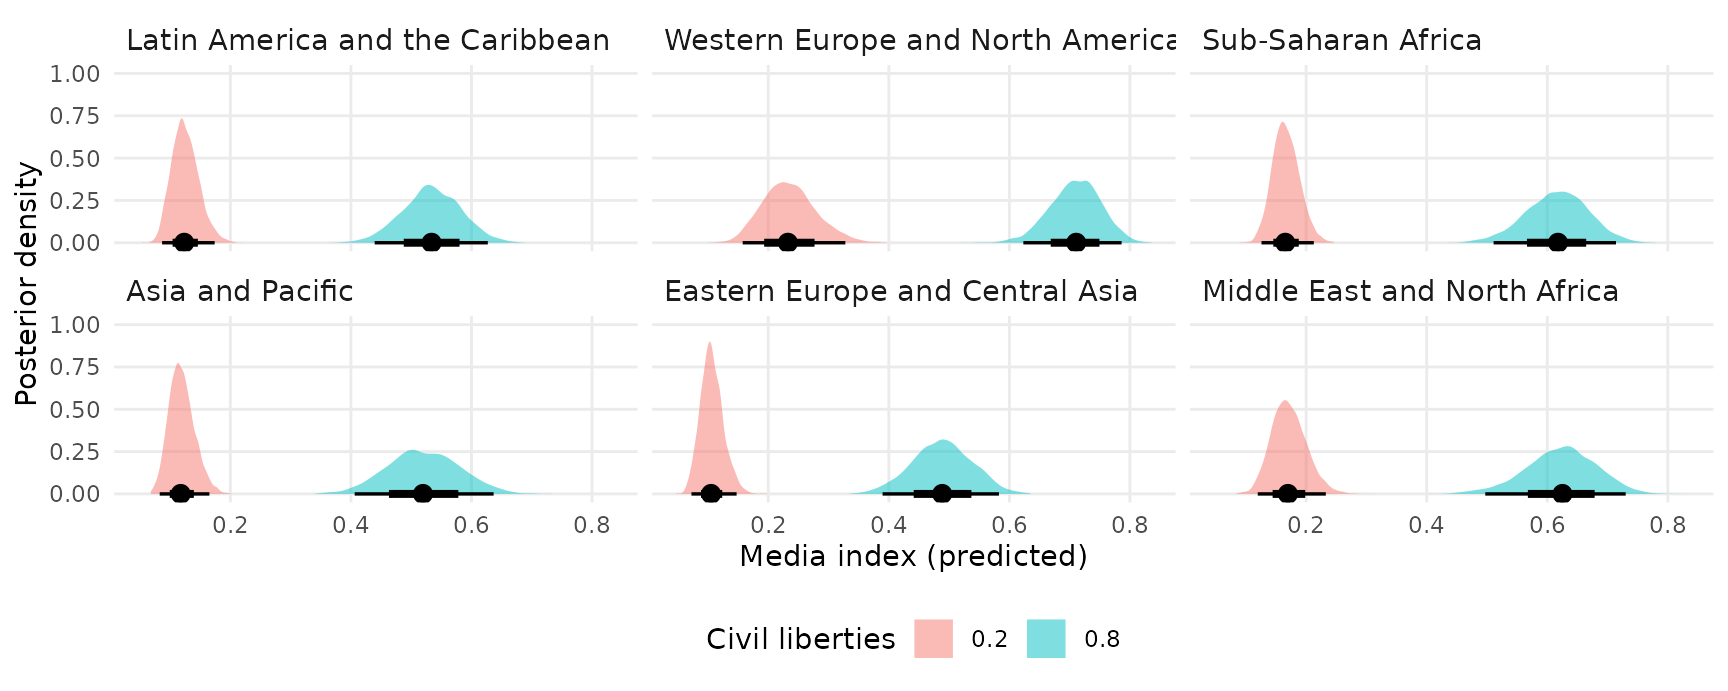 Latin America and the Caribbean
Western Europe and North America
Sub-Saharan Africa
1.00
0.75
0.50
0.25
0.00
Asia and Pacific
Eastern Europe and Central Asia
Middle East and North Africa
1.00
0.75
0.50
0.25
0.00
Posterior density
0.2 0.4 0.6 0.8
0.2 0.4 0.6 0.8
0.2 0.4 0.6 0.8
Media index (predicted)
Civil liberties 0.2 0.8